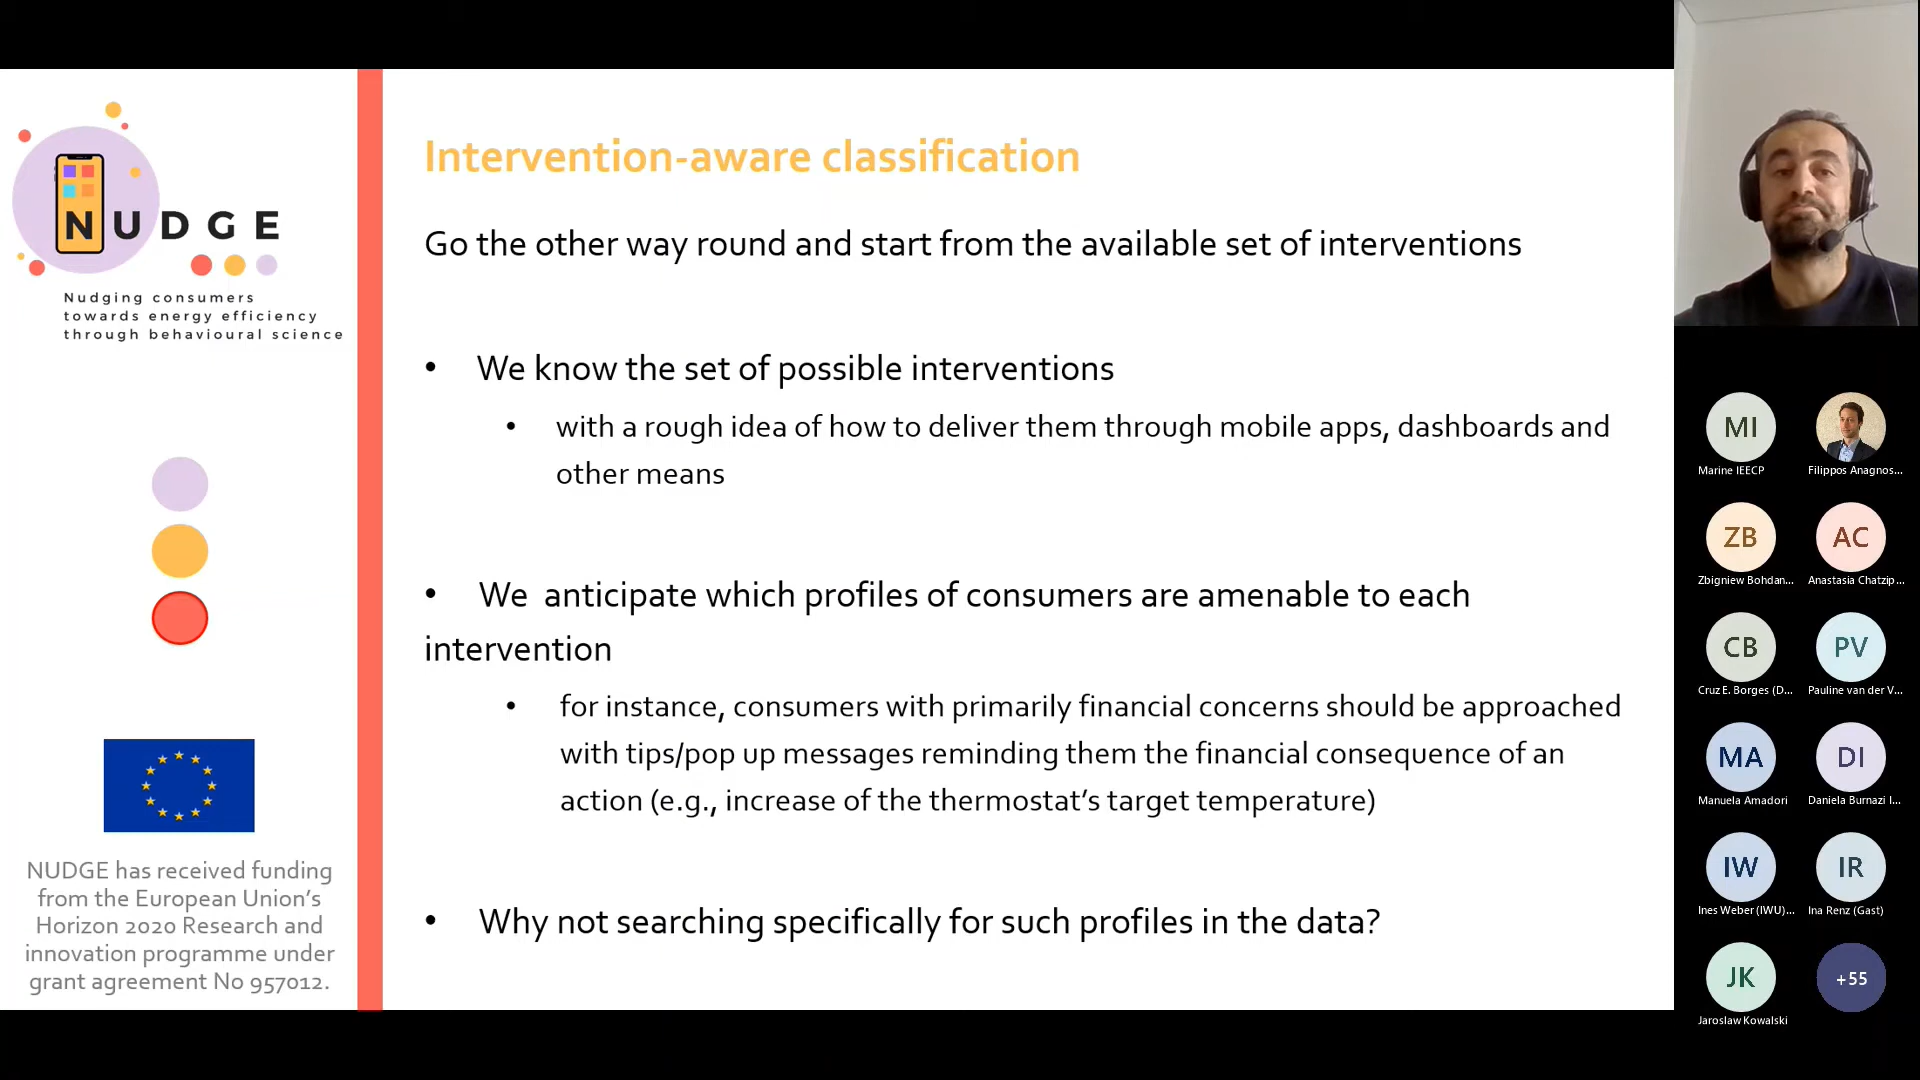 NUDGE
Nudging consumers
towards energy efficiency
through behavioural science
NUDGE has received funding
from the European Union's
Horizon 2020 Research and
innovation programme under
grant agreement No 957012.
Intervention-aware classification
Go the other way round and start from the available set of interventions
• We know the set of possible interventions
• with a rough idea of how to deliver them through mobile apps, dashboards and
other means
• We anticipate which profiles of consumers are amenable to each
intervention
• for instance, consumers with primarily financial concerns should be approached
with tips/pop up messages reminding them the financial consequence of an
action (e.g., increase of the thermostat's target temperature)
• Why not searching specifically for such profiles in the data?
MI
Marine IEECP
Filippos Anagnos...
ZB
Zbigniew Bohdan...
AC
Anastasia Chatzip...
CB
Cruz E. Borges (D...
PV
Pauline van der V...
MA
Manuela Amadori
DI
Daniela Burnazi I...
IW
Ines Weber (IWU)...
IR
Ina Renz (Gast)
JK
Jaroslaw Kowalski
+55